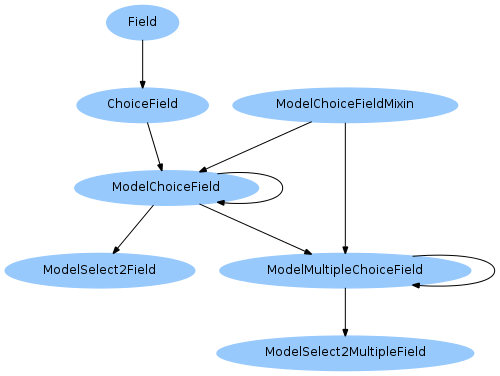 Field
ChoiceField
ModelChoiceFieldMixin
ModelChoiceField
ModelSelect2Field
ModelMultipleChoiceField
ModelSelect2MultipleField